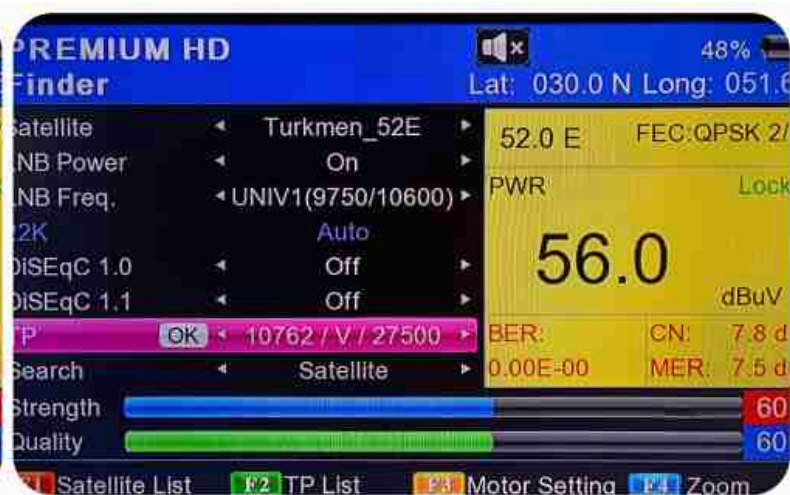 PREMIUM HD
48%
Finder
Lat: 030.0 N Long: 051.6
Satellite Turkmen_52E
LNB Power On
LNB Freq. UNIV1(9750/10600)
22K Auto
DiSEqC 1.0 Off
DiSEqC 1.1 Off
TP OK 10762 / V / 27500
Search Satellite
52.0 E FEC:QPSK 2/
PWR Lock
56.0
dBuV
BER: CN: 7.8 d
0.00E-00 MER: 7.5 d
Strength 60
Quality 60
Satellite List F2 TP List F3 Motor Setting F4 Zoom